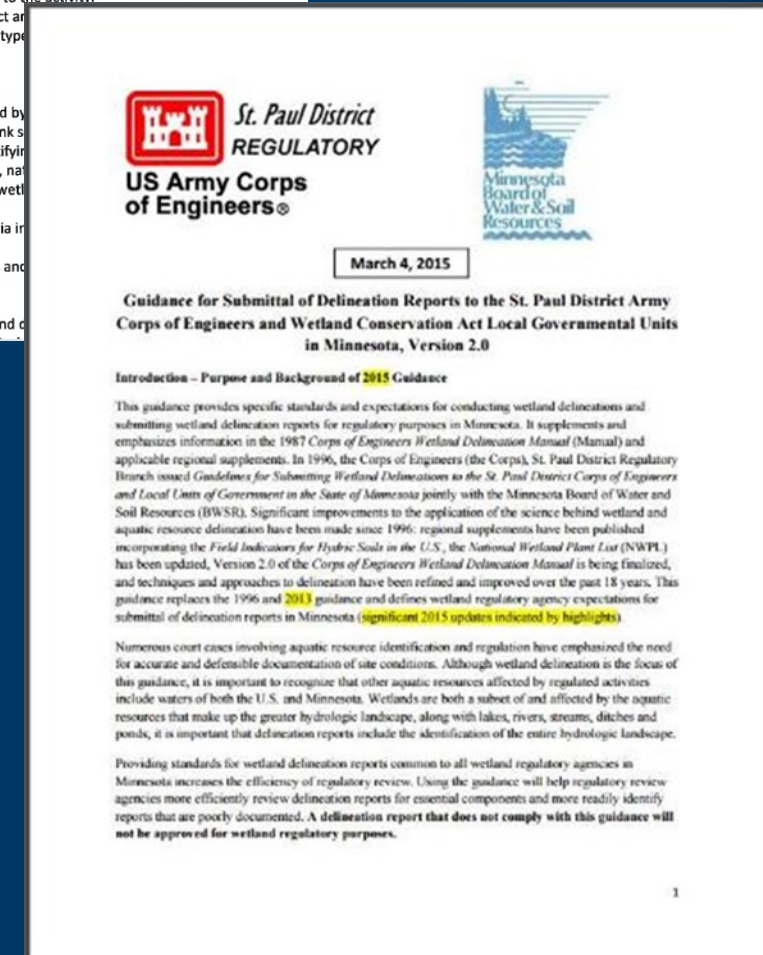 to the activity.
ct an
type
d by
nk s
tifyin
, nat
wetl
ia in
and
nd d
St. Paul District
REGULATORY
US Army Corps
of Engineers®
Minnesota
Board of
Water & Soil
Resources
March 4, 2015
Guidance for Submittal of Delineation Reports to the St. Paul District Army
Corps of Engineers and Wetland Conservation Act Local Governmental Units
in Minnesota, Version 2.0
Introduction – Purpose and Background of 2015 Guidance
This guidance provides specific standards and expectations for conducting wetland delineations and
submitting wetland delineation reports for regulatory purposes in Minnesota. It supplements and
emphasizes information in the 1987 Corps of Engineers Wetland Delineation Manual (Manual) and
applicable regional supplements. In 1996, the Corps of Engineers (the Corps), St. Paul District Regulatory
Branch issued Guidelines for Submitting Wetland Delineations to the St. Paul District Corps of Engineers
and Local Units of Government in the State of Minnesota jointly with the Minnesota Board of Water and
Soil Resources (BWSR). Significant improvements to the application of the science behind wetland and
aquatic resource delineation have been made since 1996: regional supplements have been published
incorporating the Field Indicators for Hydric Soils in the U.S., the National Wetland Plant List (NWPL)
has been updated, Version 2.0 of the Corps of Engineers Wetland Delineation Manual is being finalized,
and techniques and approaches to delineation have been refined and improved over the past 18 years. This
guidance replaces the 1996 and 2013 guidance and defines wetland regulatory agency expectations for
submittal of delineation reports in Minnesota (significant 2015 updates indicated by highlights).
Numerous court cases involving aquatic resource identification and regulation have emphasized the need
for accurate and defensible documentation of site conditions. Although wetland delineation is the focus of
this guidance, it is important to recognize that other aquatic resources affected by regulated activities
include waters of both the U.S. and Minnesota. Wetlands are both a subset of and affected by the aquatic
resources that make up the greater hydrologic landscape, along with lakes, rivers, streams, ditches and
ponds; it is important that delineation reports include the identification of the entire hydrologic landscape.
Providing standards for wetland delineation reports common to all wetland regulatory agencies in
Minnesota increases the efficiency of regulatory review. Using the guidance will help regulatory review
agencies more efficiently review delineation reports for essential components and more readily identify
reports that are poorly documented. A delineation report that does not comply with this guidance will
not be approved for wetland regulatory purposes.
1